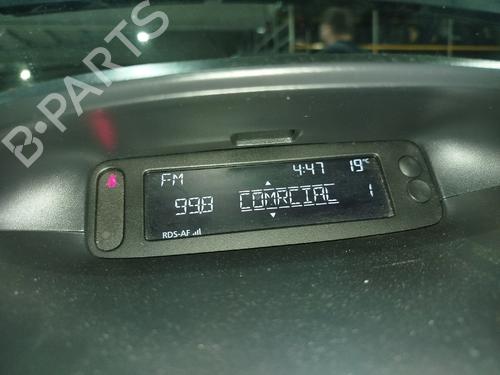 B-PARTS
FM 4:47 19°C
99.8 COMRCIAL 1
RDS-AF